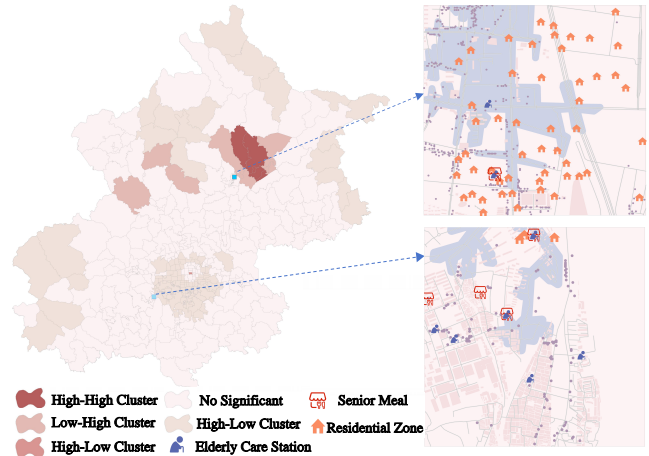 High-High Cluster
No Significant
Senior Meal
Low-High Cluster
High-Low Cluster
Residential Zone
High-Low Cluster
Elderly Care Station